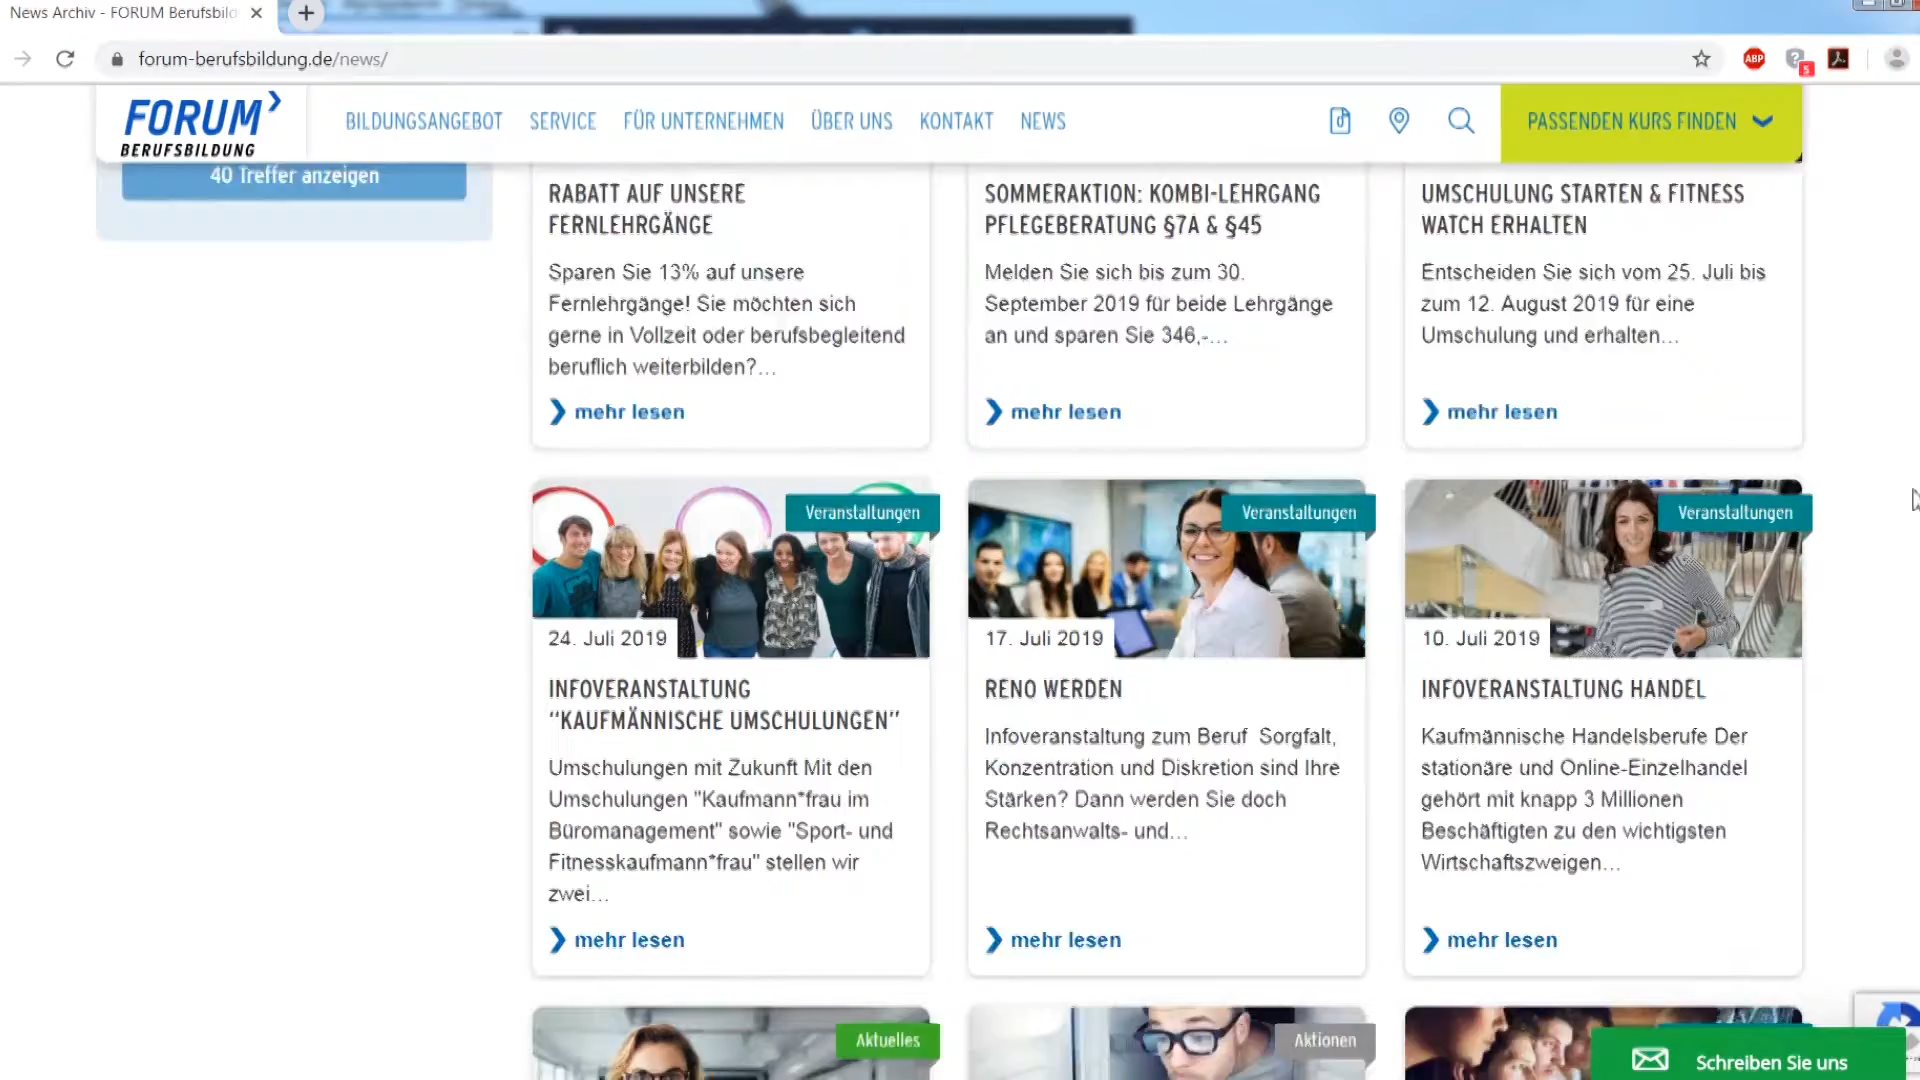 News Archiv - FORUM Berufsbild
forum-berufsbildung.de/news/
ABP
5
FORUM
BERUFSBILDUNG
BILDUNGSANGEBOT
SERVICE
FÜR UNTERNEHMEN
ÜBER UNS
KONTAKT
NEWS
PASSENDEN KURS FINDEN
40 Treffer anzeigen
RABATT AUF UNSERE
FERNLEHRGÄNGE
Sparen Sie 13% auf unsere
Fernlehrgänge! Sie möchten sich
gerne in Vollzeit oder berufsbegleitend
beruflich weiterbilden?...
mehr lesen
SOMMERAKTION: KOMBI-LEHRGANG
PFLEGEBERATUNG §7A & §45
Melden Sie sich bis zum 30.
September 2019 für beide Lehrgänge
an und sparen Sie 346,-...
mehr lesen
UMSCHULUNG STARTEN & FITNESS
WATCH ERHALTEN
Entscheiden Sie sich vom 25. Juli bis
zum 12. August 2019 für eine
Umschulung und erhalten...
mehr lesen
Veranstaltungen
24. Juli 2019
INFOVERANSTALTUNG
“KAUFMÄNNISCHE UMSCHULUNGEN”
Umschulungen mit Zukunft Mit den
Umschulungen "Kaufmann*frau im
Büromanagement" sowie "Sport- und
Fitnesskaufmann*frau" stellen wir
zwei...
mehr lesen
Veranstaltungen
17. Juli 2019
RENO WERDEN
Infoveranstaltung zum Beruf  Sorgfalt,
Konzentration und Diskretion sind Ihre
Stärken? Dann werden Sie doch
Rechtsanwalts- und...
mehr lesen
Veranstaltungen
10. Juli 2019
INFOVERANSTALTUNG HANDEL
Kaufmännische Handelsberufe Der
stationäre und Online-Einzelhandel
gehört mit knapp 3 Millionen
Beschäftigten zu den wichtigsten
Wirtschaftszweigen...
mehr lesen
Aktuelles
Aktionen
Schreiben Sie uns